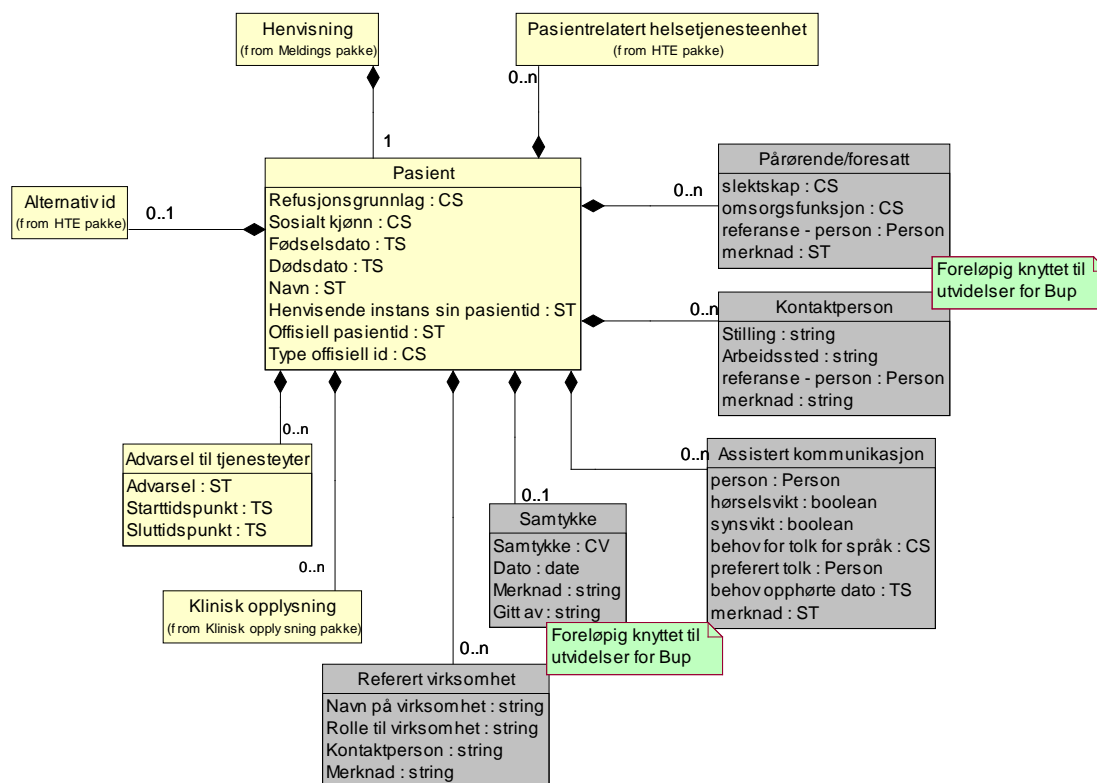 Henvisning
(from Meldings pakke)
Pasientrelatert helsetjenesteenhet
(from HTE pakke)
0..n
1
Pasient
Refusjonsgrunnlag : CS
Sosialt kjønn : CS
Fødselsdato : TS
Dødsdato : TS
Navn : ST
Henvisende instans sin pasientid : ST
Offisiell pasientid : ST
Type offisiell id : CS
Alternativ id
(from HTE pakke)
0..1
0..n
Pårørende/foresatt
slektskap : CS
omsorgsfunksjon : CS
referanse - person : Person
merknad : ST
Foreløpig knyttet til
utvidelser for Bup
0..n
Kontaktperson
Stilling : string
Arbeidssted : string
referanse - person : Person
merknad : string
0..n
Advarsel til tjenesteyter
Advarsel : ST
Starttidspunkt : TS
Sluttidspunkt : TS
0..n
Assistert kommunikasjon
person : Person
hørselsvikt : boolean
synsvikt : boolean
behov for tolk for språk : CS
preferert tolk : Person
behov opphørte dato : TS
merknad : ST
0..1
Samtykke
Samtykke : CV
Dato : date
Merknad : string
Gitt av : string
Foreløpig knyttet til
utvidelser for Bup
0..n
Klinisk opplysning
(from Klinisk opplysning pakke)
0..n
Referert virksomhet
Navn på virksomhet : string
Rolle til virksomhet : string
Kontaktperson : string
Merknad : string